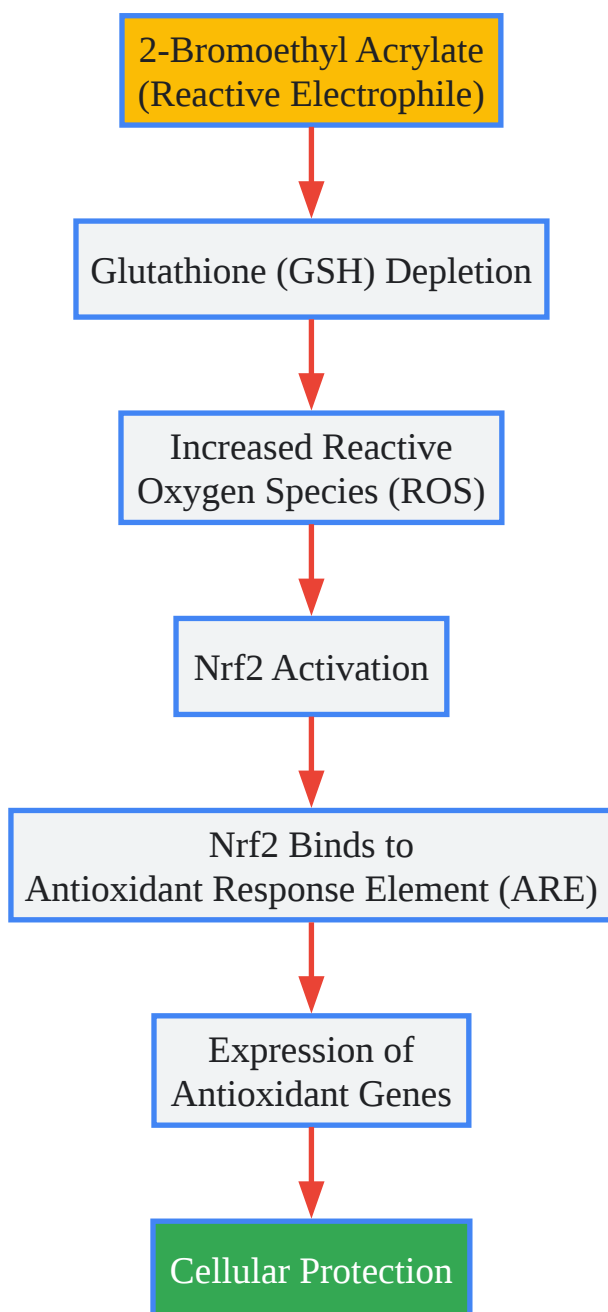 2-Bromoethyl Acrylate
(Reactive Electrophile)
Glutathione (GSH) Depletion
Increased Reactive
Oxygen Species (ROS)
Nrf2 Activation
Nrf2 Binds to
Antioxidant Response Element (ARE)
Expression of
Antioxidant Genes
Cellular Protection